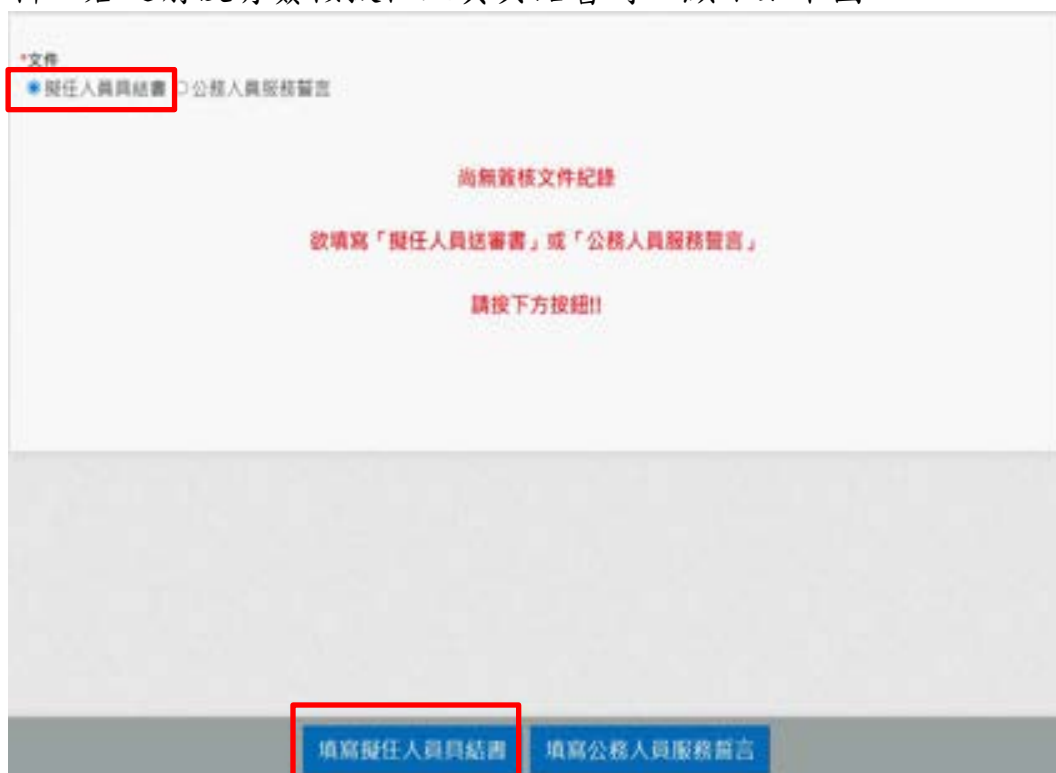 *文件
擬任人員具結書 公務人員服務誓言
尚無簽核文件紀錄
欲填寫「擬任人員送審書」或「公務人員服務誓言」
請按下方按鈕!!
填寫擬任人員具結書 填寫公務人員服務誓言